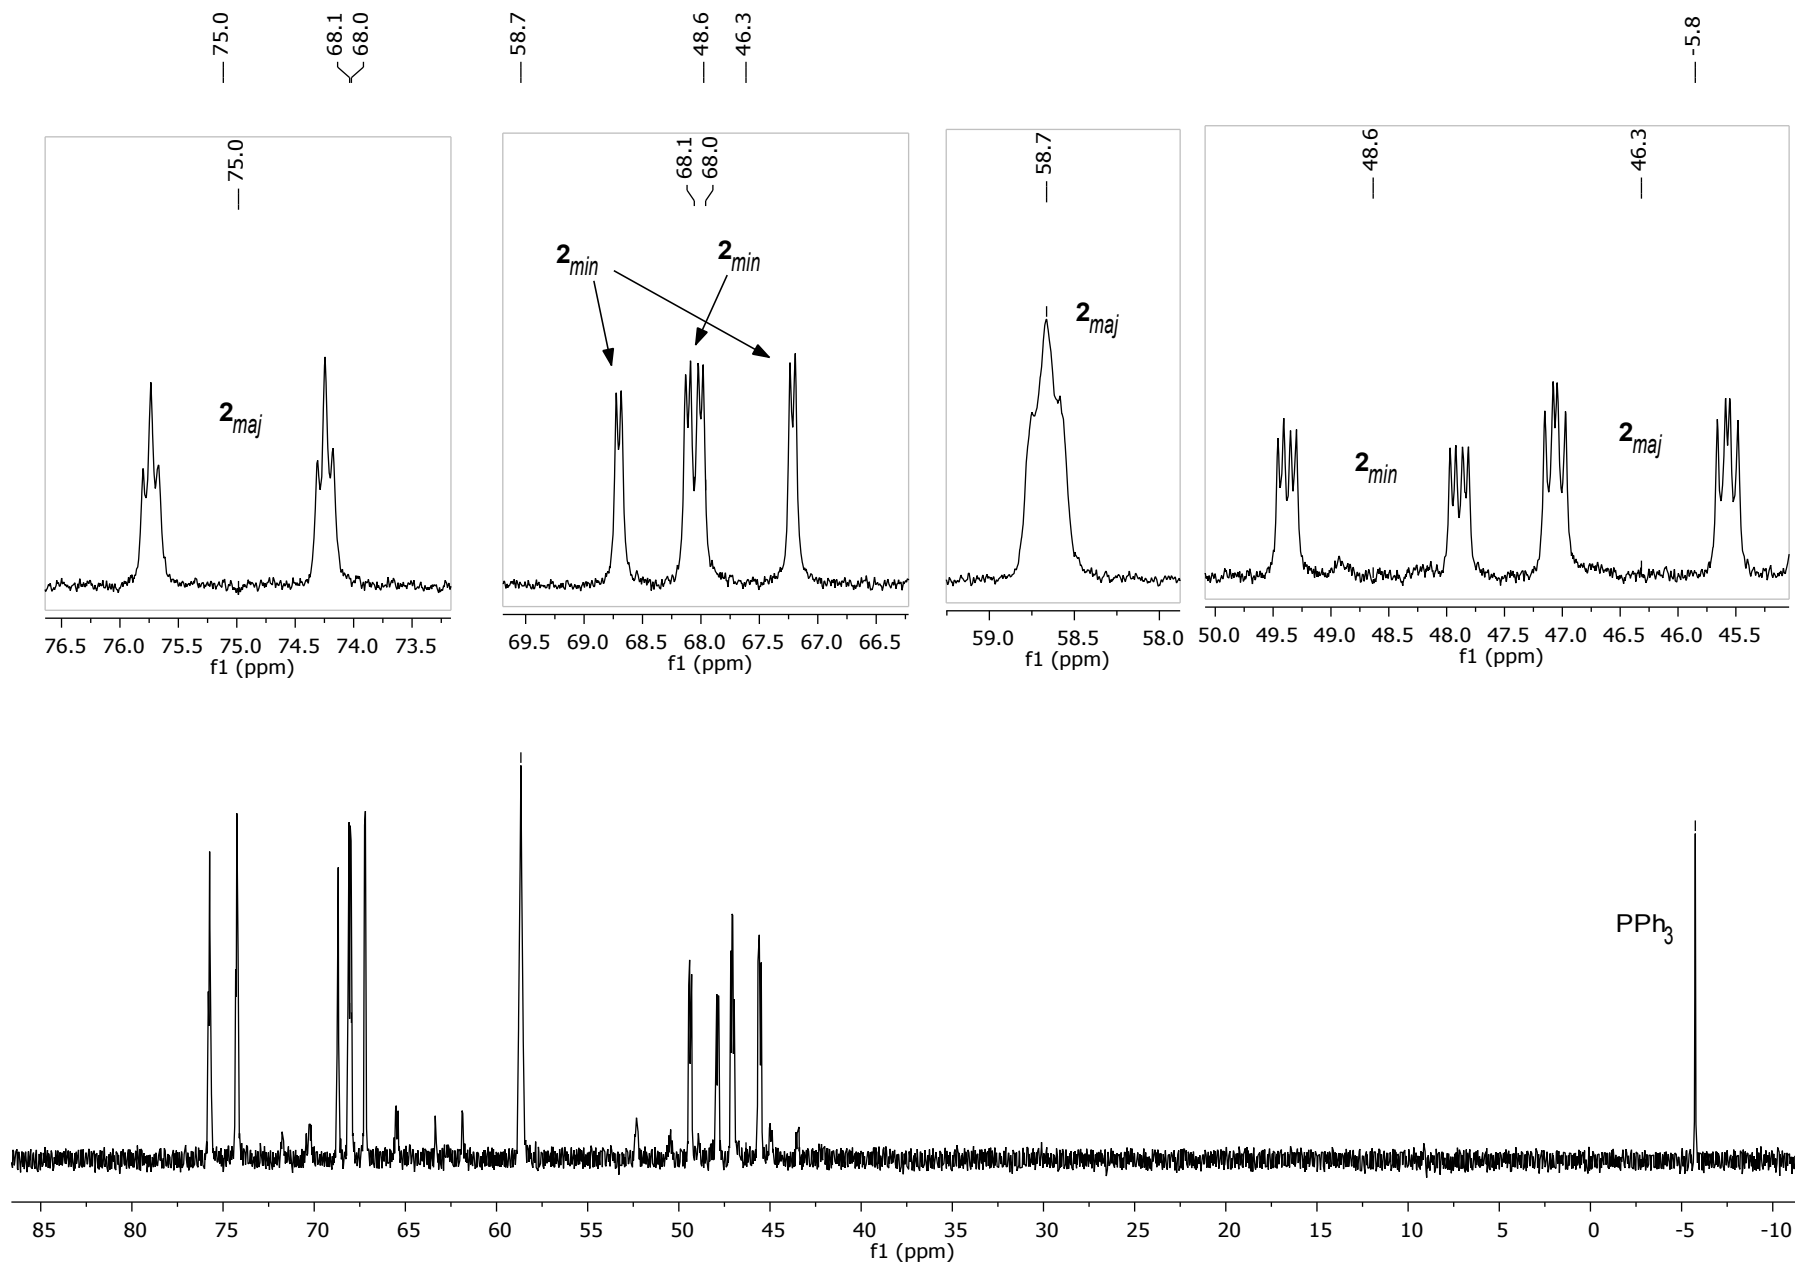 75.0 68.1 68.0 58.7 48.6 46.3 -5.8
75.0
2maj
76.5 76.0 75.5 75.0 74.5 74.0 73.5
f1 (ppm)
68.1 68.0
2min 2min
69.5 69.0 68.5 68.0 67.5 67.0 66.5
f1 (ppm)
58.7
2maj
59.0 58.5 58.0
f1 (ppm)
48.6 46.3
2min 2maj
50.0 49.5 49.0 48.5 48.0 47.5 47.0 46.5 46.0 45.5
f1 (ppm)
PPh3
85 80 75 70 65 60 55 50 45 40 35 30 25 20 15 10 5 0 -5 -10
f1 (ppm)